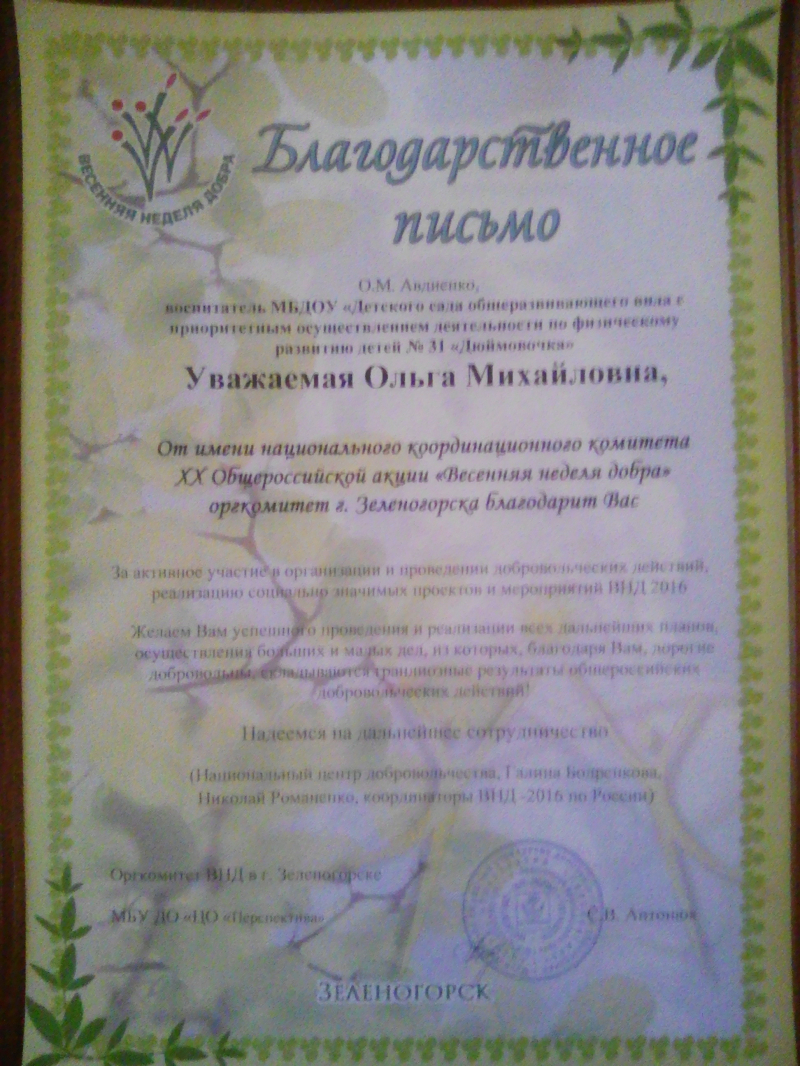 ВЕСЕННЯЯ НЕДЕЛЯ ДОБРА
Благодарственное
письмо
О.М. Авдиенко,
воспитатель МБДОУ «Детского сада общеразвивающего вида с
приоритетным осуществлением деятельности по физическому
развитию детей № 31 «Дюймовочка»
Уважаемая Ольга Михайловна,
От имени национального координационного комитета
XX Общероссийской акции «Весенняя неделя добра»
оргкомитет г. Зеленогорска благодарит Вас
За активное участие в организации и проведении добровольческих действий,
реализацию социально значимых проектов и мероприятий ВНД 2016
Желаем Вам успешного проведения и реализации всех дальнейших планов,
осуществления больших и малых дел, из которых, благодаря Вам, дорогие
добровольцы, складываются грандиозные результаты общероссийских
добровольческих действий!
Надеемся на дальнейшее сотрудничество
(Национальный центр добровольчества, Галина Бодренкова,
Николай Романенко, координаторы ВНД -2016 по России)
Оргкомитет ВНД в г. Зеленогорске
МБУ ДО «ЦО «Перспектива»
С.В. Антонюк
ЗЕЛЕНОГОРСК